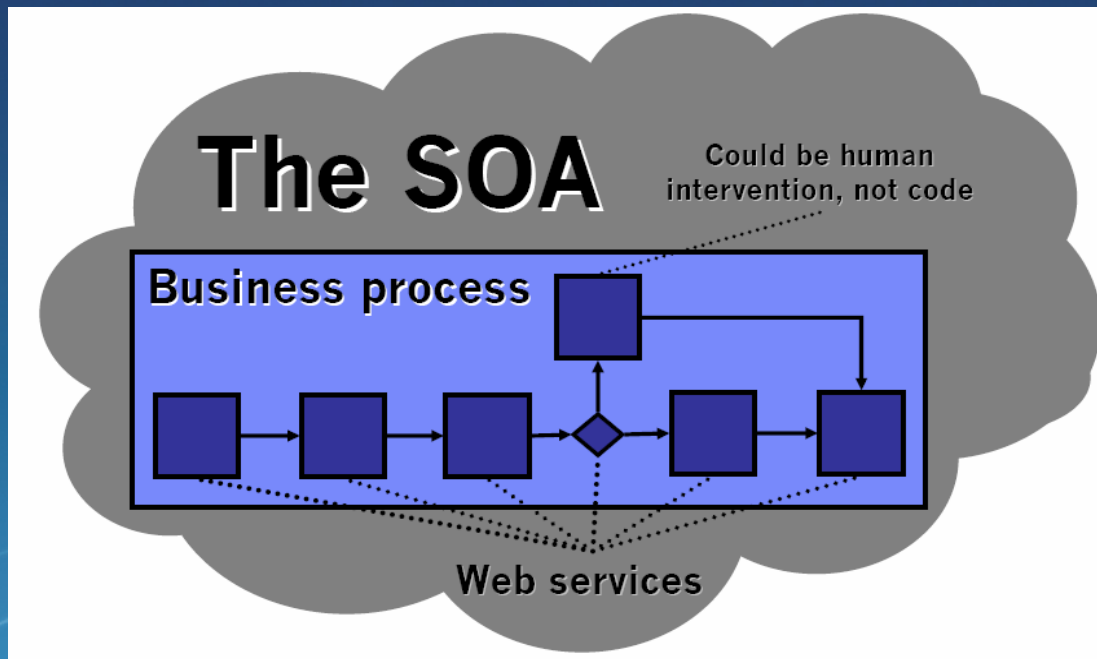 The SOA
Could be human
intervention, not code
Business process
Web services